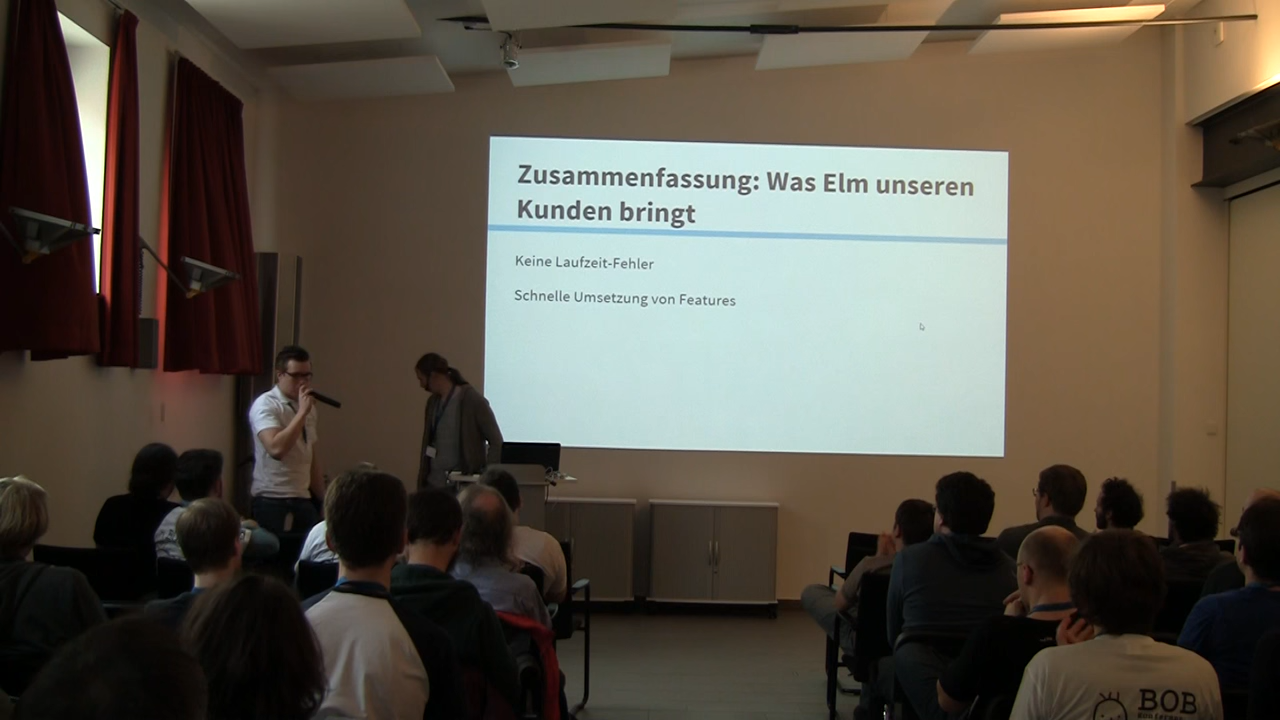 Zusammenfassung: Was Elm unseren
Kunden bringt
Keine Laufzeit-Fehler
Schnelle Umsetzung von Features
BOB